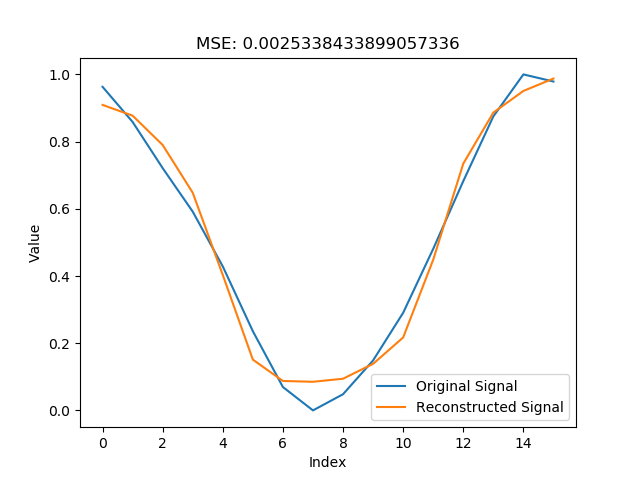 MSE: 0.0025338433899057336
1.0
0.8
0.6
0.4
0.2
0.0
Value
Original Signal
Reconstructed Signal
0 2 4 6 8 10 12 14
Index